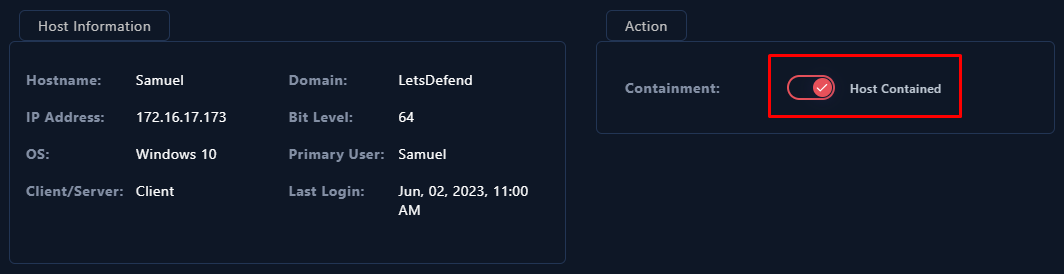 Host Information
Hostname: Samuel Domain: LetsDefend
IP Address: 172.16.17.173 Bit Level: 64
OS: Windows 10 Primary User: Samuel
Client/Server: Client Last Login: Jun, 02, 2023, 11:00
AM
Action
Containment: Host Contained